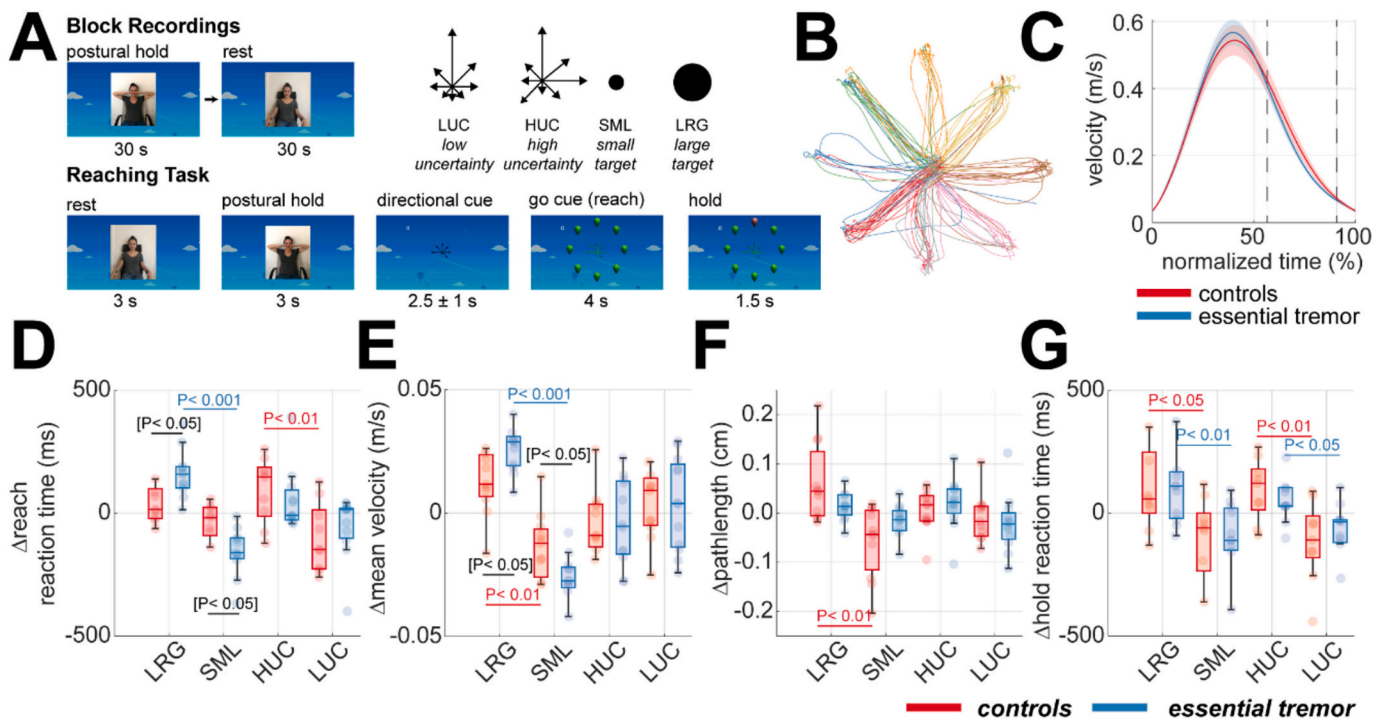 A
Block Recordings
postural hold
rest
30 s
30 s
LUC
low
uncertainty
HUC
high
uncertainty
SML
small
target
LRG
large
target
Reaching Task
rest
postural hold
directional cue
go cue (reach)
hold
3 s
3 s
2.5 ± 1 s
4 s
1.5 s
B
C
velocity (m/s)
0.6
0.4
0.2
0
0
50
100
normalized time (%)
controls
essential tremor
D
Δreach
reaction time (ms)
500
0
-500
P< 0.001
[P< 0.05]
P< 0.01
[P< 0.05]
LRG
SML
HUC
LUC
E
Δmean velocity (m/s)
0.05
0
-0.05
P< 0.001
[P< 0.05]
[P< 0.05]
P< 0.01
LRG
SML
HUC
LUC
F
Δpathlength (cm)
0.2
0.1
0.0
-0.1
-0.2
P< 0.01
LRG
SML
HUC
LUC
G
Δhold reaction time (ms)
500
0
-500
P< 0.05
P< 0.01
P< 0.01
P< 0.05
LRG
SML
HUC
LUC
controls
essential tremor